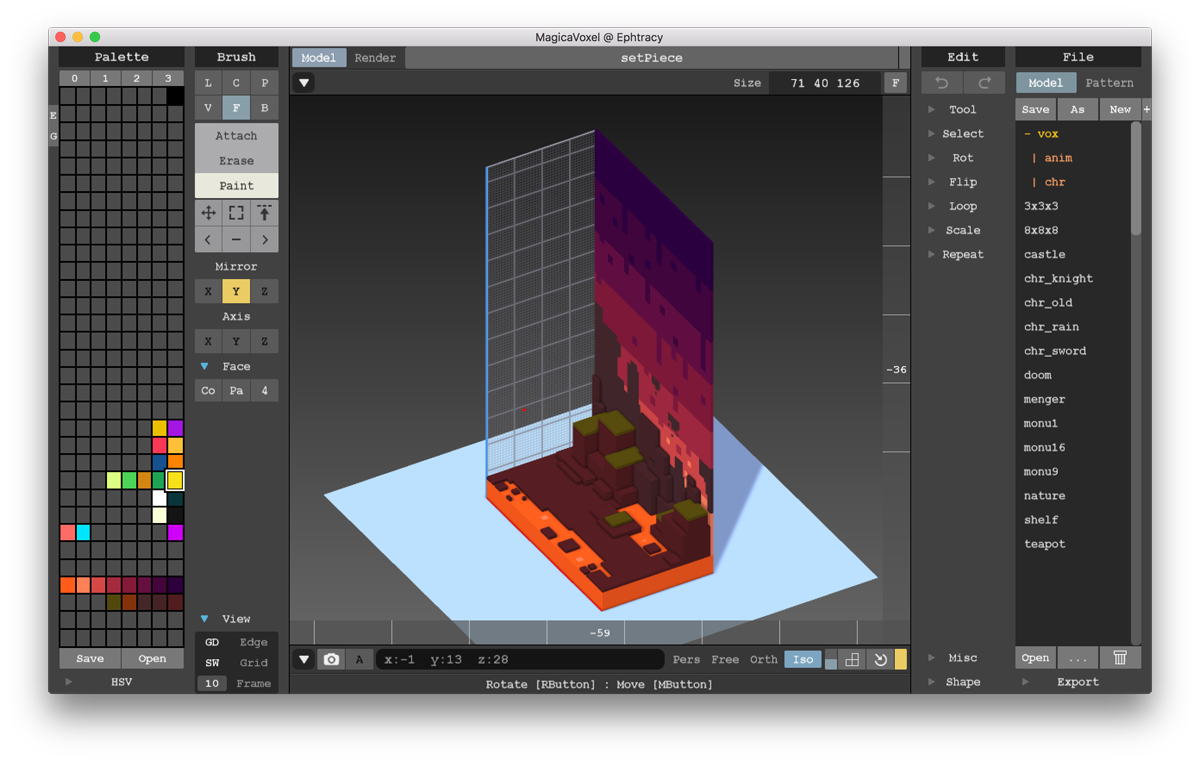 MagicaVoxel @ Ephtracy
Palette
0 1 2 3
E
G
Save Open
HSV
Brush
L C P
V F B
Attach
Erase
Paint
< – >
Mirror
X Y Z
Axis
X Y Z
Face
Co Pa 4
View
GD Edge
SW Grid
10 Frame
Model Render setPiece
Size 71 40 126 F
-36
-59
A x:-1 y:13 z:28 Pers Free Orth Iso
Rotate [RButton] : Move [MButton]
Edit
Tool
Select
Rot
Flip
Loop
Scale
Repeat
Misc
Shape
File
Model Pattern
Save As New +
- vox
| anim
| chr
3x3x3
8x8x8
castle
chr_knight
chr_old
chr_rain
chr_sword
doom
menger
monu1
monu16
monu9
nature
shelf
teapot
Open ...
Export